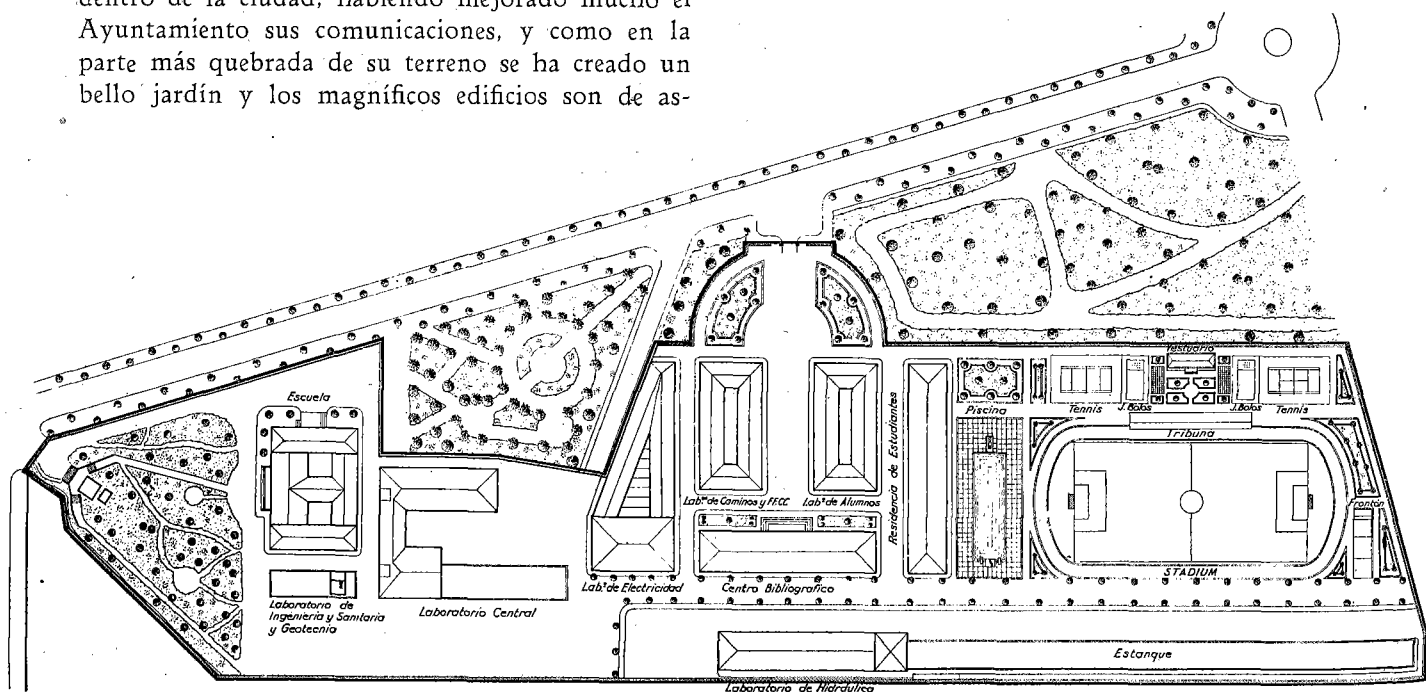 dentro de la ciudad, habiendo mejorado mucho el
Ayuntamiento sus comunicaciones, y como en la
parte más quebrada de su terreno se ha creado un
bello jardín y los magníficos edificios son de as-
Escuela
Laboratorio de
Ingeniería y Sanitaria
y Geotecnia
Laboratorio Central
Labº de Electricidad
Labº de Caminos y FF.CC.
Labº de Alumnos
Centro Bibliografico
Residencia de Estudiantes
Piscina
Tennis
J. Bolos
Vestuario
J. Bolos
Tennis
Tribuna
STADIUM
Frontón
Estanque
Laboratorio de Hidráulica